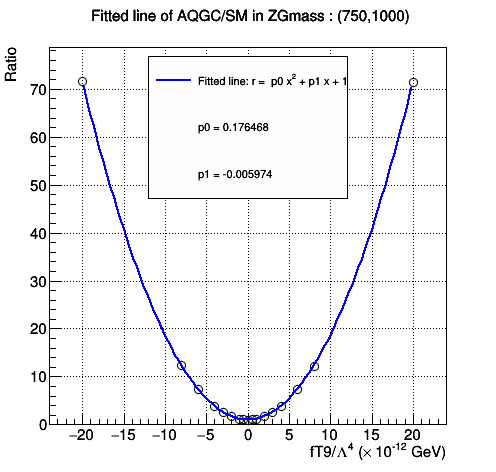 Fitted line of AQGC/SM in ZGmass : (750,1000)
Ratio
Fitted line: r = p0 x² + p1 x + 1
p0 = 0.176468
p1 = -0.005974
70
60
50
40
30
20
10
0
−20 −15 −10 −5 0 5 10 15 20
fT9/Λ⁴ (× 10⁻¹² GeV)